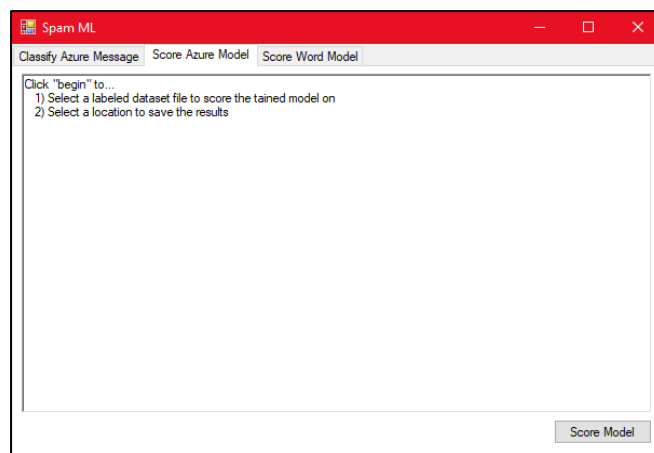 Spam ML
Classify Azure Message Score Azure Model Score Word Model
Click "begin" to...
1) Select a labeled dataset file to score the tained model on
2) Select a location to save the results
Score Model